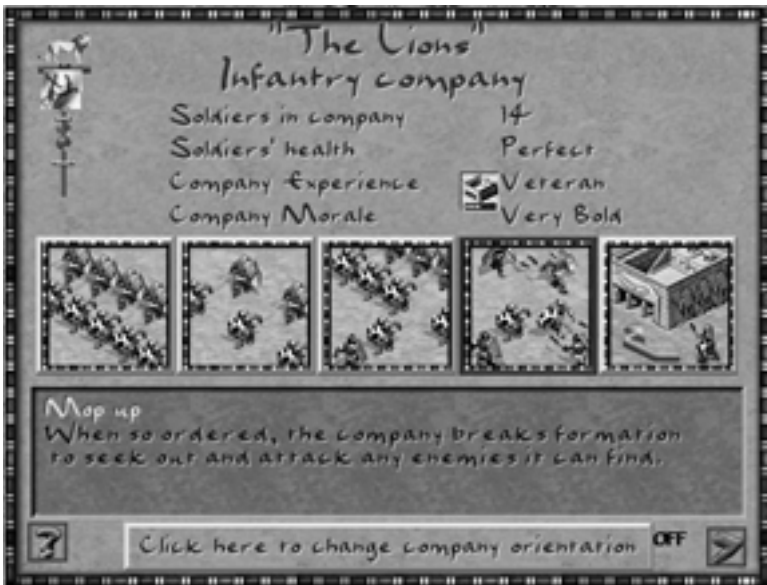 "The Lions"
Infantry company
Soldiers in company 14
Soldiers' health Perfect
Company Experience Veteran
Company Morale Very Bold
Mop up
When so ordered, the company breaks formation
to seek out and attack any enemies it can find.
?
Click here to change company orientation OFF